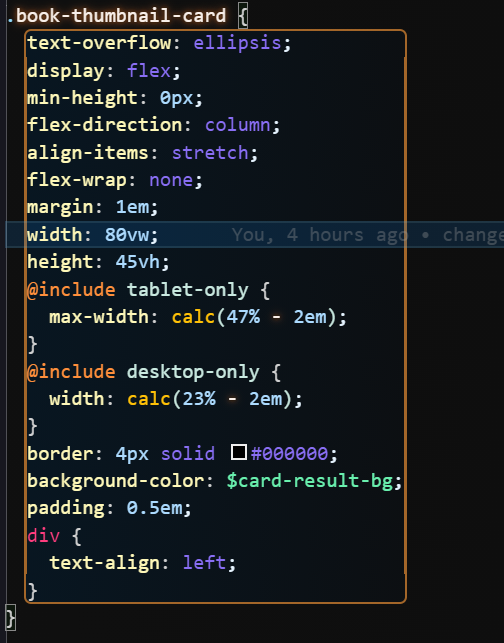 .book-thumbnail-card {
text-overflow: ellipsis;
display: flex;
min-height: 0px;
flex-direction: column;
align-items: stretch;
flex-wrap: none;
margin: 1em;
width: 80vw; You, 4 hours ago • change
height: 45vh;
@include tablet-only {
max-width: calc(47% - 2em);
}
@include desktop-only {
width: calc(23% - 2em);
}
border: 4px solid #000000;
background-color: $card-result-bg;
padding: 0.5em;
div {
text-align: left;
}
}